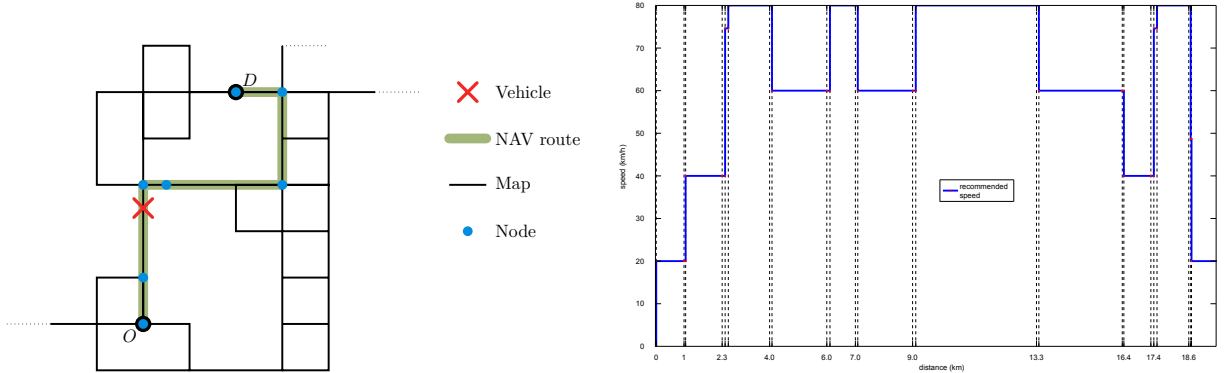 D
O
Vehicle
NAV route
Map
Node
80
70
60
50
40
30
20
10
0
speed (km/h)
recommended
speed
0 1 2.3 4.0 6.0 7.0 9.0 13.3 16.4 17.4 18.6
distance (km)